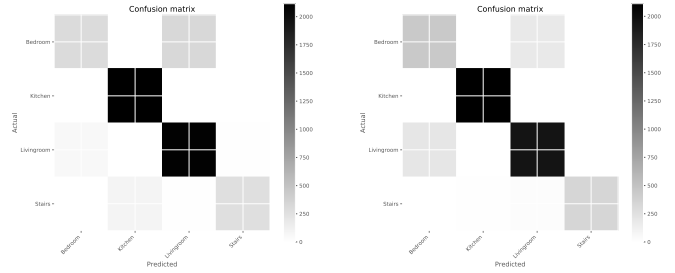 Confusion matrix
Actual
Bedroom
Kitchen
Livingroom
Stairs
Bedroom
Kitchen
Livingroom
Stairs
Predicted
2000
1750
1500
1250
1000
750
500
250
0
Confusion matrix
Actual
Bedroom
Kitchen
Livingroom
Stairs
Bedroom
Kitchen
Livingroom
Stairs
Predicted
2000
1750
1500
1250
1000
750
500
250
0